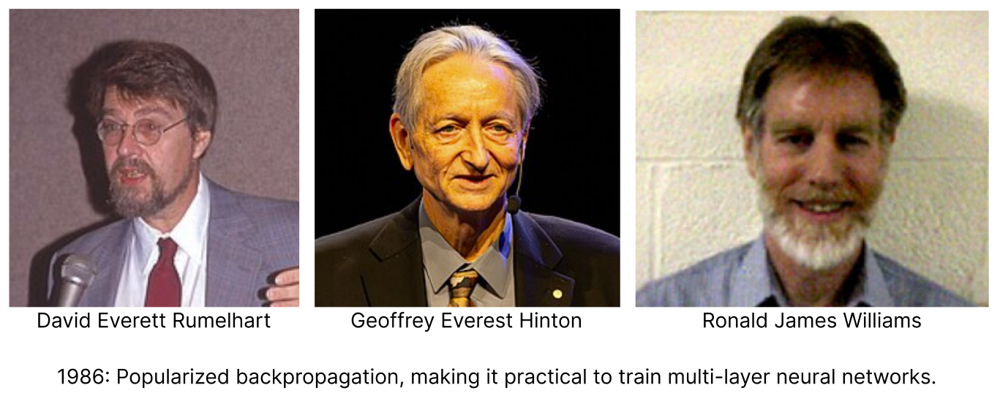 David Everett Rumelhart
Geoffrey Everest Hinton
Ronald James Williams
1986: Popularized backpropagation, making it practical to train multi-layer neural networks.